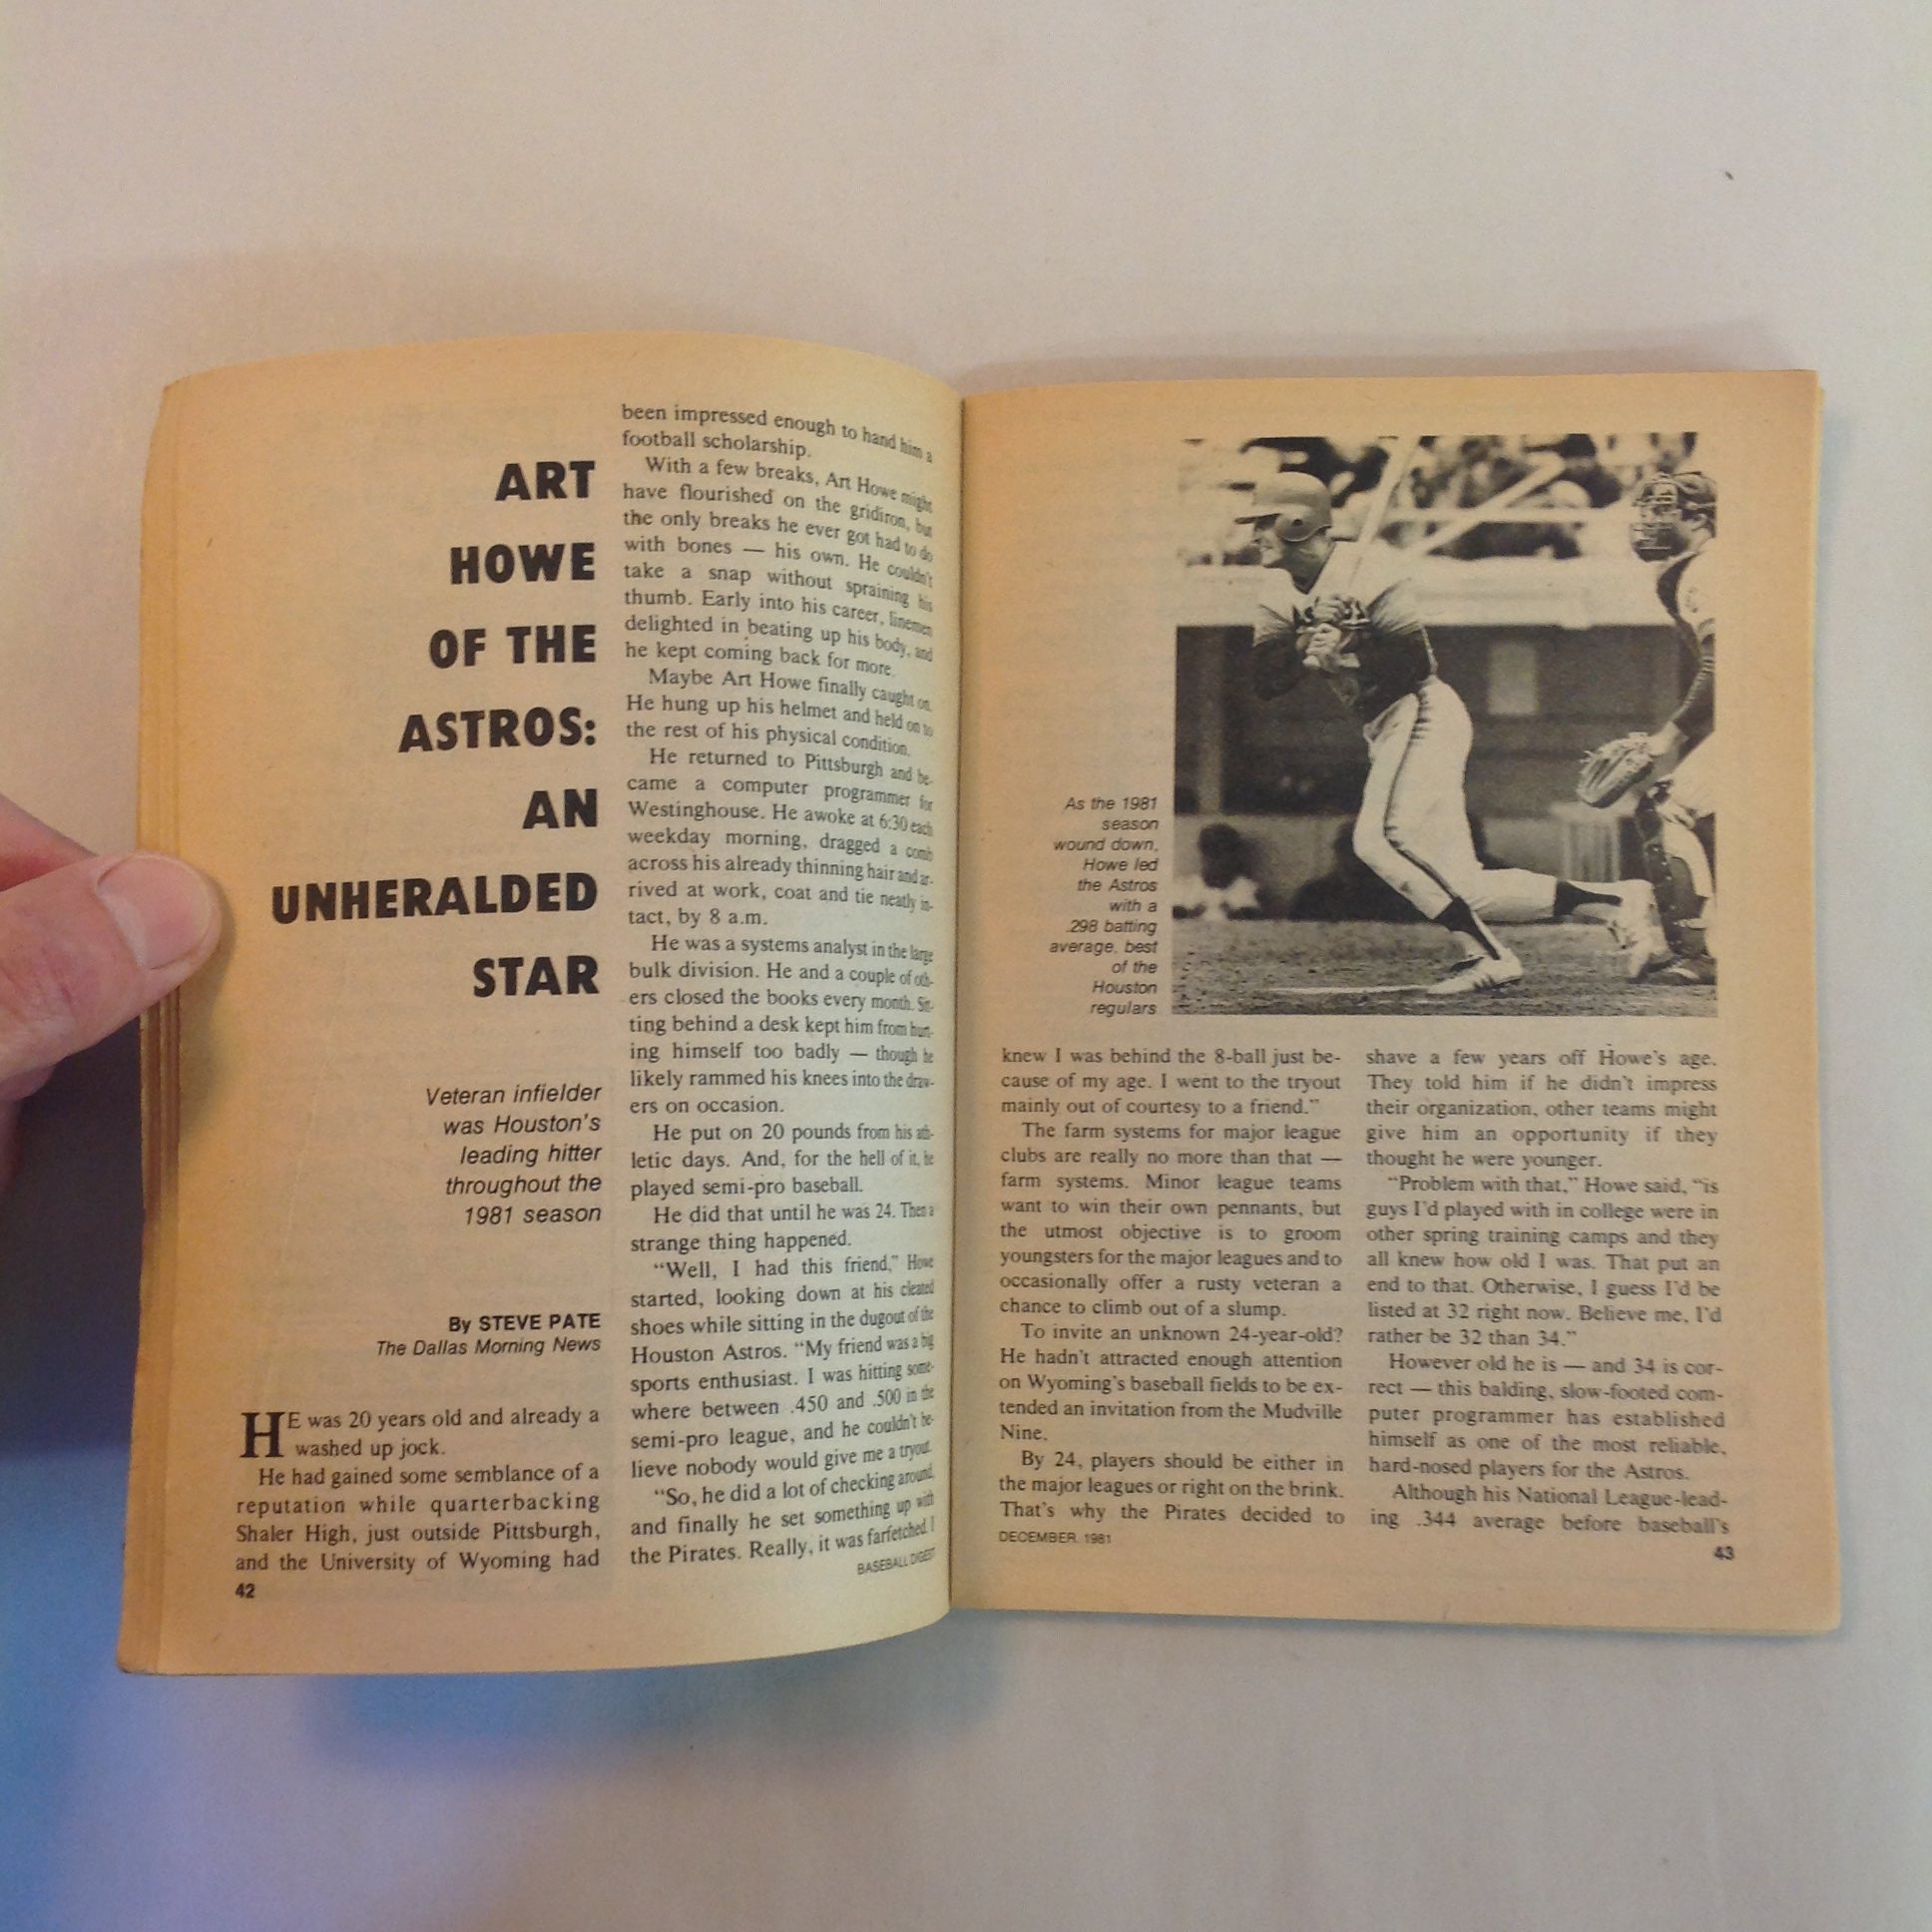 ART
HOWE
OF THE
ASTROS:
AN
UNHERALDED
STAR
Veteran infielder
was Houston's
leading hitter
throughout the
1981 season
By STEVE PATE
The Dallas Morning News
HE was 20 years old and already a
washed up jock.
He had gained some semblance of a
reputation while quarterbacking
Shaler High, just outside Pittsburgh,
and the University of Wyoming had
42
been impressed enough to hand him a
football scholarship.
With a few breaks, Art Howe might
have flourished on the gridiron, but
the only breaks he ever got had to do
with bones — his own. He couldn't
take a snap without spraining his
thumb. Early into his career, linemen
delighted in beating up his body, and
he kept coming back for more.
Maybe Art Howe finally caught on.
He hung up his helmet and held on to
the rest of his physical condition.
He returned to Pittsburgh and be-
came a computer programmer for
Westinghouse. He awoke at 6:30 each
weekday morning, dragged a comb
across his already thinning hair and ar-
rived at work, coat and tie neatly in-
tact, by 8 a.m.
He was a systems analyst in the large
bulk division. He and a couple of oth-
ers closed the books every month. Sit-
ting behind a desk kept him from hurt-
ing himself too badly — though he
likely rammed his knees into the draw-
ers on occasion.
He put on 20 pounds from his ath-
letic days. And, for the hell of it, he
played semi-pro baseball.
He did that until he was 24. Then a
strange thing happened.
“Well, I had this friend,” Howe
started, looking down at his cleated
shoes while sitting in the dugout of the
Houston Astros. “My friend was a big
sports enthusiast. I was hitting some-
where between .450 and .500 in the
semi-pro league, and he couldn't be-
lieve nobody would give me a tryout.
“So, he did a lot of checking around,
and finally he set something up with
the Pirates. Really, it was farfetched. I
BASEBALL DIGEST
As the 1981
season
wound down,
Howe led
the Astros
with a
.298 batting
average, best
of the
Houston
regulars
knew I was behind the 8-ball just be-
cause of my age. I went to the tryout
mainly out of courtesy to a friend.”
The farm systems for major league
clubs are really no more than that —
farm systems. Minor league teams
want to win their own pennants, but
the utmost objective is to groom
youngsters for the major leagues and to
occasionally offer a rusty veteran a
chance to climb out of a slump.
To invite an unknown 24-year-old?
He hadn't attracted enough attention
on Wyoming's baseball fields to be ex-
tended an invitation from the Mudville
Nine.
By 24, players should be either in
the major leagues or right on the brink.
That's why the Pirates decided to
DECEMBER, 1981
shave a few years off Howe's age.
They told him if he didn't impress
their organization, other teams might
give him an opportunity if they
thought he were younger.
“Problem with that,” Howe said, “is
guys I'd played with in college were in
other spring training camps and they
all knew how old I was. That put an
end to that. Otherwise, I guess I'd be
listed at 32 right now. Believe me, I'd
rather be 32 than 34.”
However old he is — and 34 is cor-
rect — this balding, slow-footed com-
puter programmer has established
himself as one of the most reliable,
hard-nosed players for the Astros.
Although his National League-lead-
ing .344 average before baseball's
43